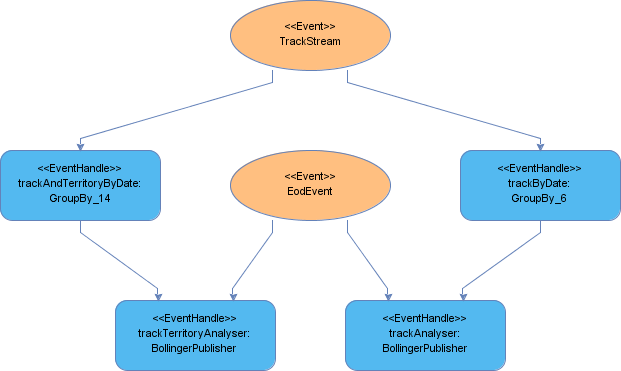 <<Event>>
TrackStream
<<EventHandle>>
trackAndTerritoryByDate:
GroupBy_14
<<Event>>
EodEvent
<<EventHandle>>
trackByDate:
GroupBy_6
<<EventHandle>>
trackTerritoryAnalyser:
BollingerPublisher
<<EventHandle>>
trackAnalyser:
BollingerPublisher